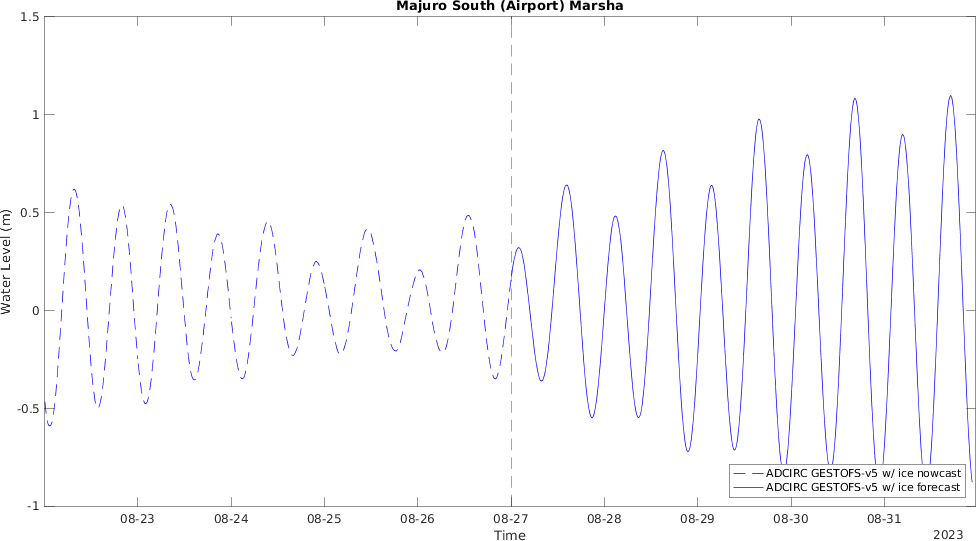 Majuro South (Airport) Marsha
1.5
1
0.5
0
-0.5
-1
Water Level (m)
08-23 08-24 08-25 08-26 08-27 08-28 08-29 08-30 08-31
Time
2023
ADCIRC GESTOFS-v5 w/ ice nowcast
ADCIRC GESTOFS-v5 w/ ice forecast